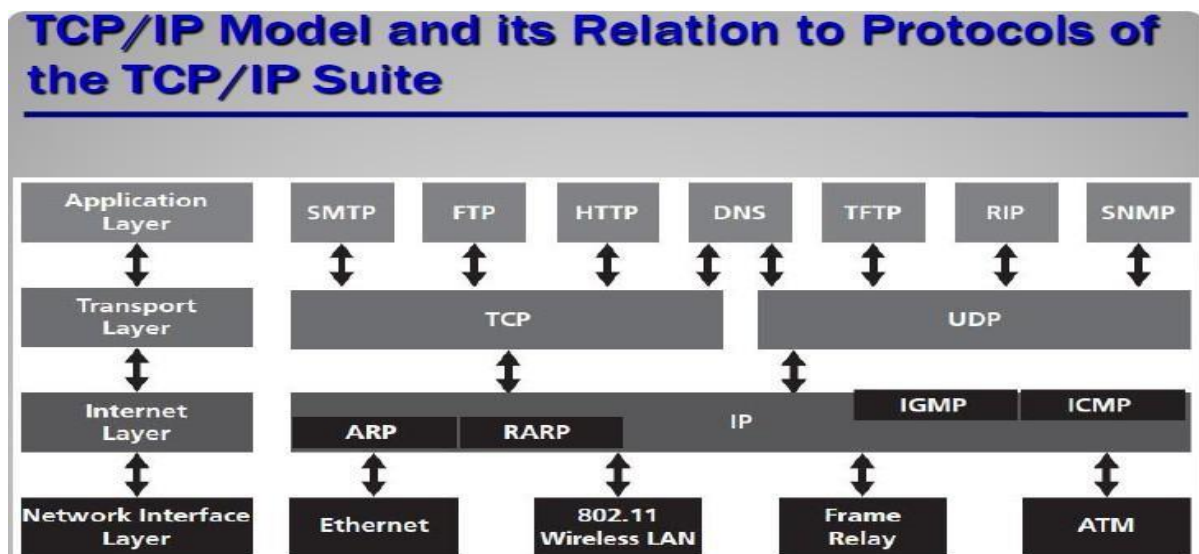 TCP/IP Model and its Relation to Protocols of
the TCP/IP Suite
Application
Layer
SMTP
FTP
HTTP
DNS
TFTP
RIP
SNMP
Transport
Layer
TCP
UDP
Internet
Layer
ARP
RARP
IP
IGMP
ICMP
Network Interface
Layer
Ethernet
802.11
Wireless LAN
Frame
Relay
ATM